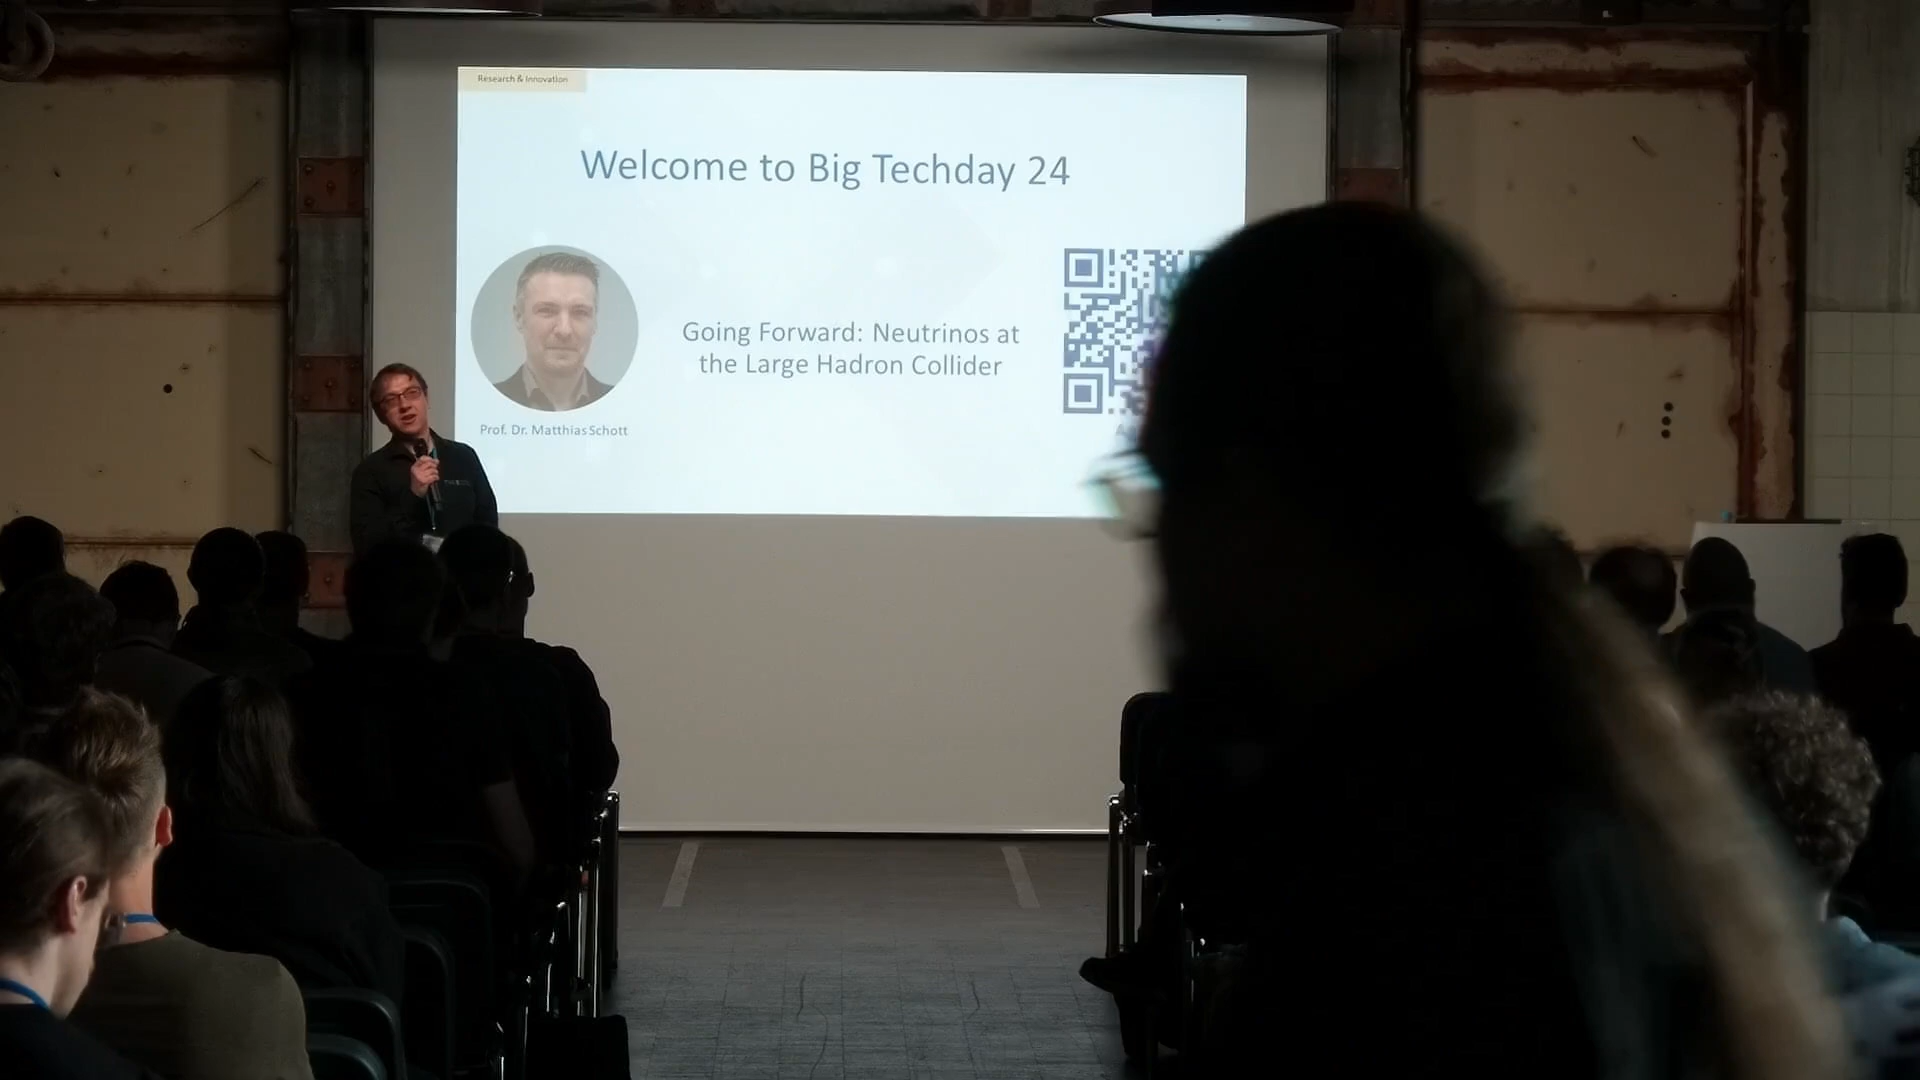 Research & Innovation
Welcome to Big Techday 24
Going Forward: Neutrinos at
the Large Hadron Collider
Prof. Dr. Matthias Schott